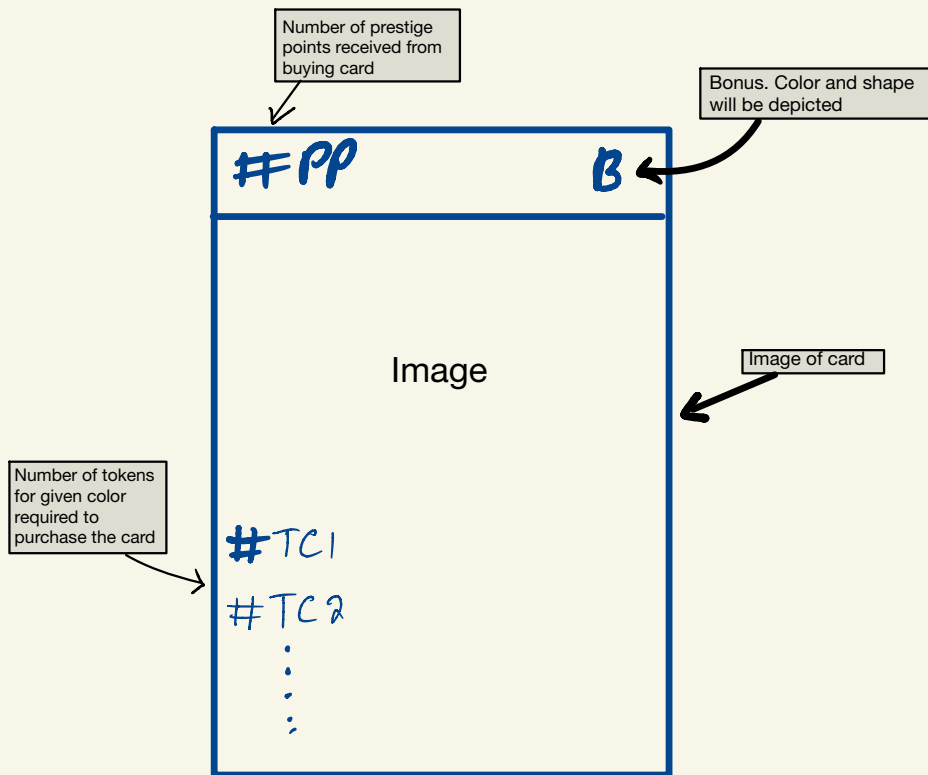 Number of prestige
points received from
buying card
Bonus. Color and shape
will be depicted
#PP
B
Image
Image of card
Number of tokens
for given color
required to
purchase the card
#TC1
#TC2